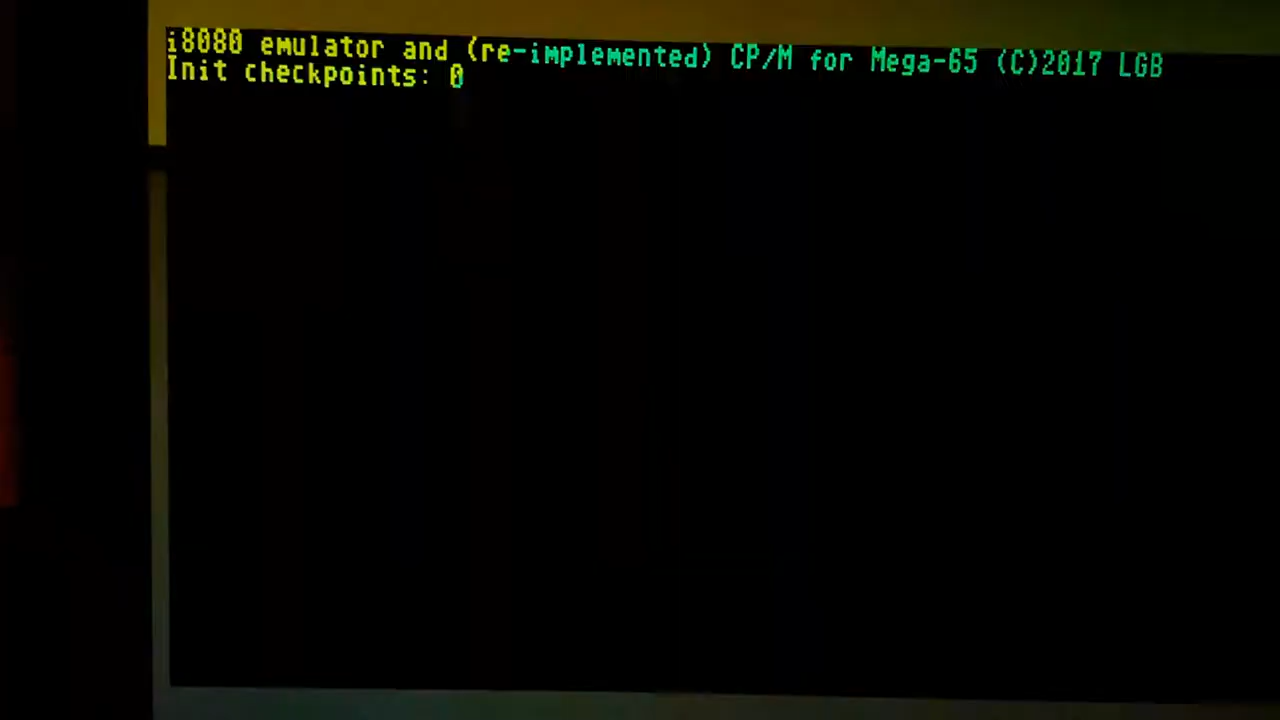 i8080 emulator and (re-implemented) CP/M for Mega-65 (C)2017 LGB
Init checkpoints: 0